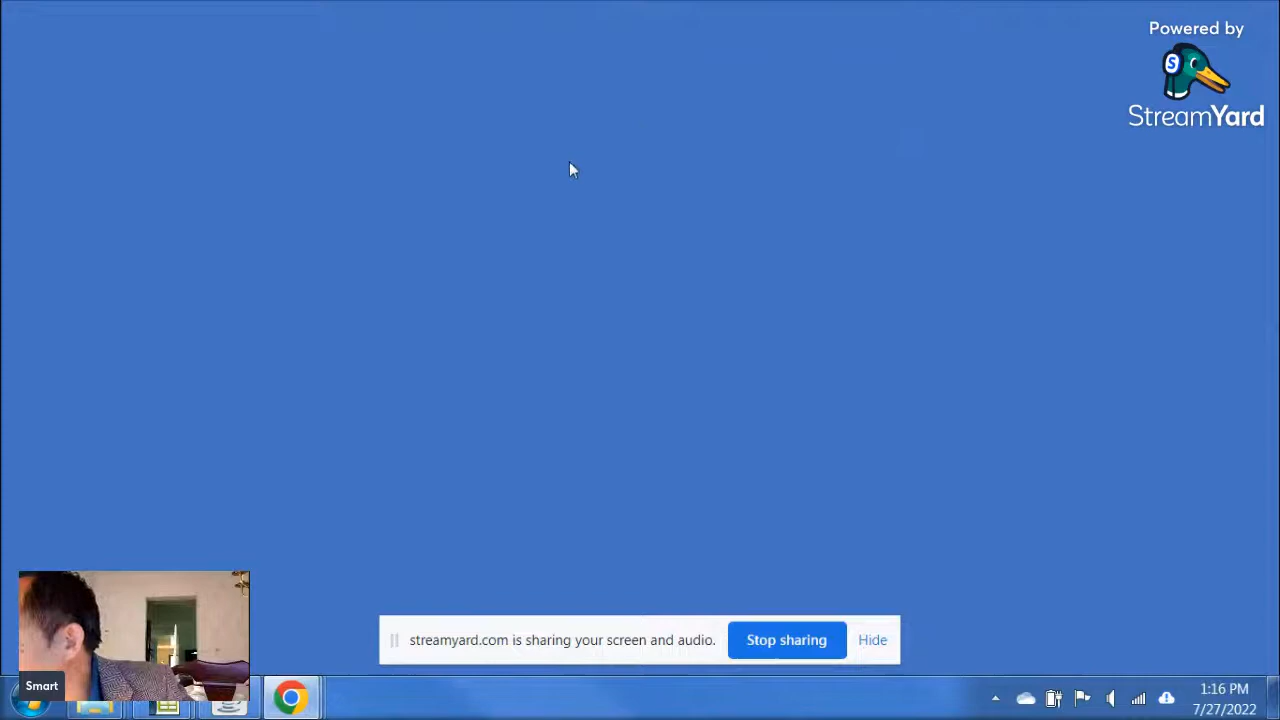 Powered by
S
StreamYard
streamyard.com is sharing your screen and audio.
Stop sharing
Hide
Smart
1:16 PM
7/27/2022